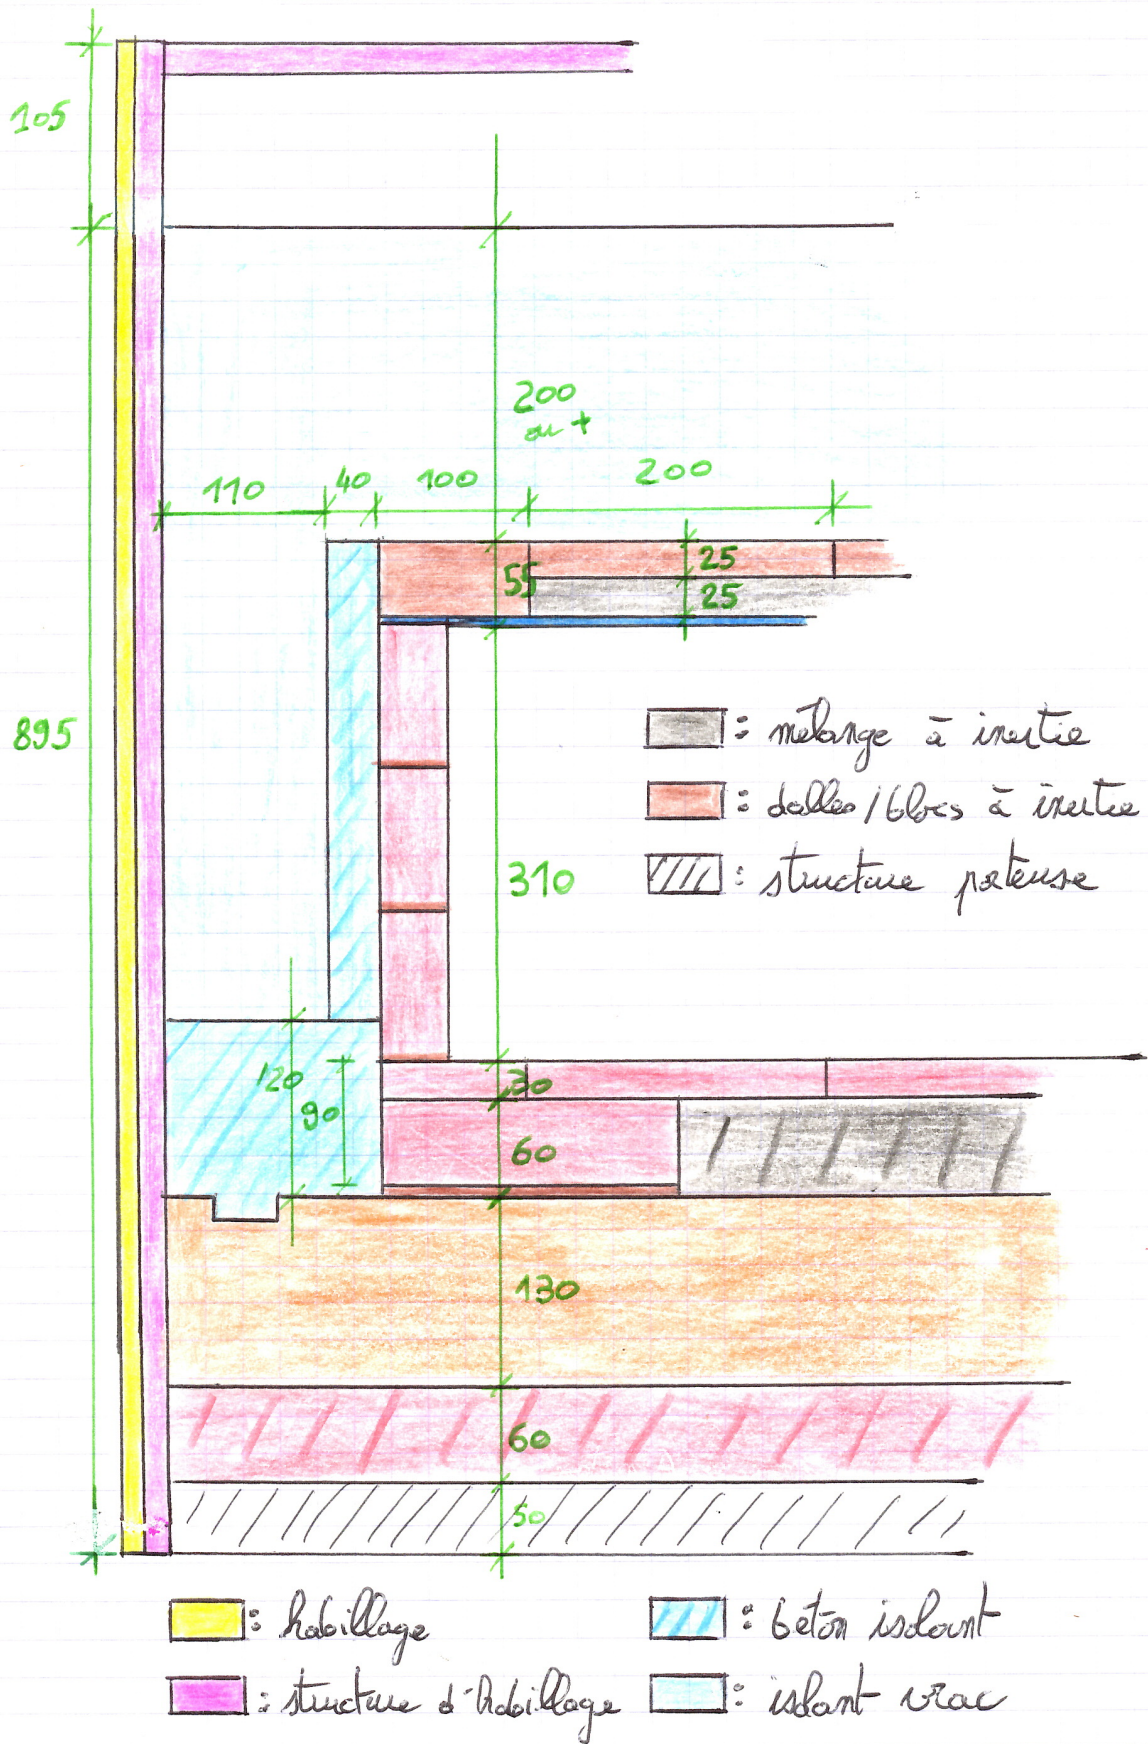 105
200
ou +
110
40
100
200
55
25
25
895
: mélange à inertie
: dalles/blocs à inertie
310
: structure porteuse
120
30
90
60
130
60
50
: habillage
: béton isolant
: structure d'habillage
: isolant vrac